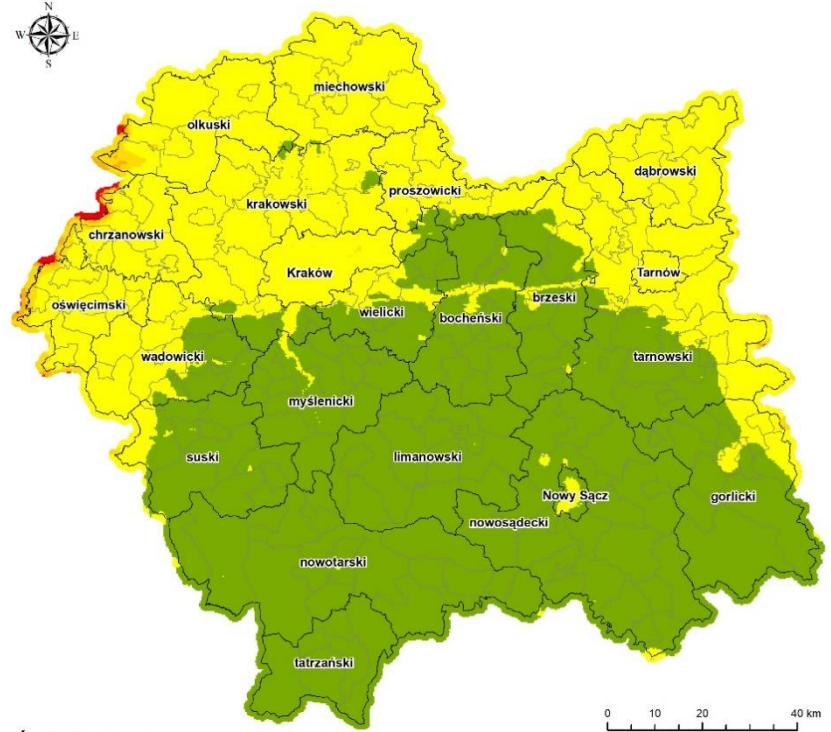 N
W E
S
miechowski
olkuski
dąbrowski
proszowicki
krakowski
chrzanowski
Kraków
Tarnów
oświęcimski
brzeski
wielicki
bocheński
wadowicki
tarnowski
myślenicki
suski
limanowski
Nowy Sącz
gorlicki
nowosądecki
nowotarski
tatrzański
0 10 20 40 km